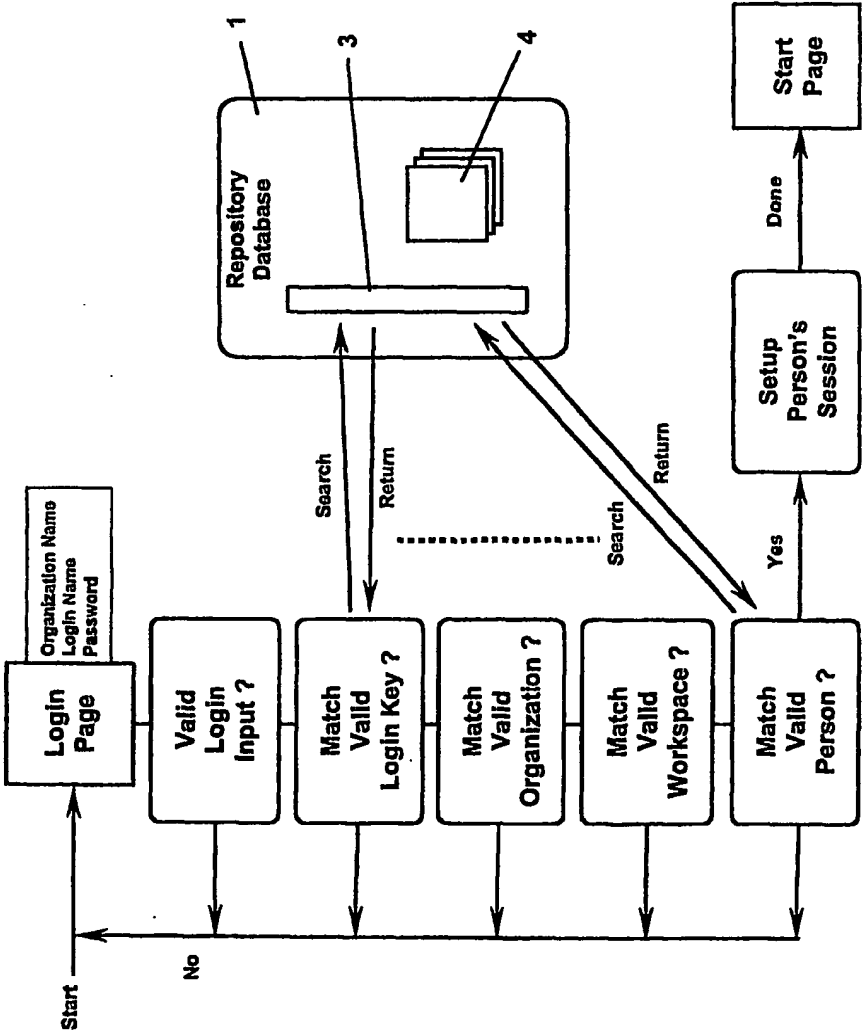 Start
No
Login
Page
Organization Name
Login Name
Password
Valid
Login
Input ?
Match
Valid
Login Key ?
Match
Valid
Organization ?
Match
Valid
Workspace ?
Match
Valid
Person ?
Search
Return
Search
Return
Repository
Database
1
3
4
Yes
Setup
Person's
Session
Done
Start
Page